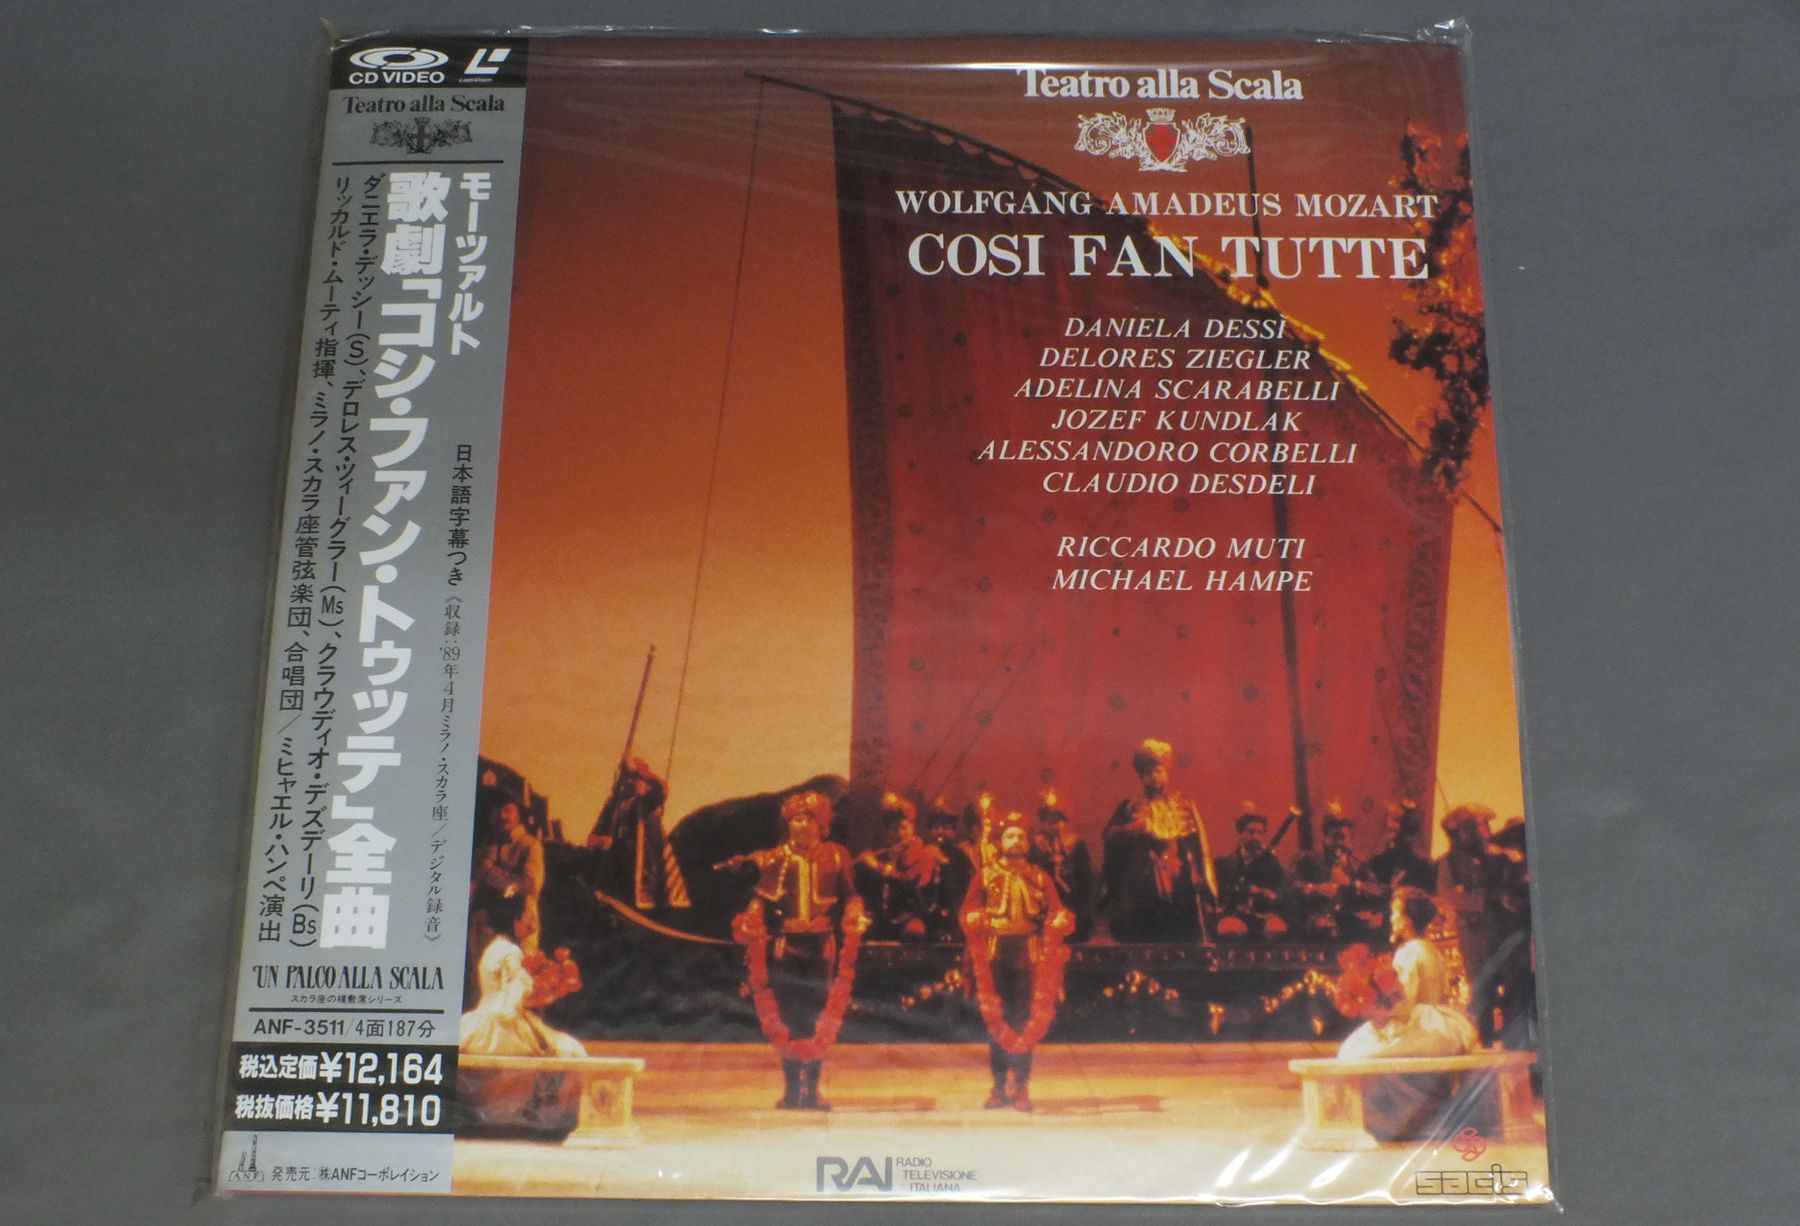 CD VIDEO
LaserVision
Teatro alla Scala
モーツァルト
歌劇「コシ・ファン・トゥッテ」全曲
日本語字幕つき《収録:'89年4月ミラノ・スカラ座/デジタル録音》
ダニエラ・デッシー(S)、デロレス・ツィーグラー(Ms)、クラウディオ・デズデーリ(Bs)
リッカルド・ムーティ指揮、ミラノ・スカラ座管弦楽団、合唱団/ミヒャエル・ハンペ演出
UN PALCO ALLA SCALA
スカラ座の棧敷席シリーズ
ANF-3511/4面187分
税込定価¥12,164
税抜価格¥11,810
ANF
発売元:㈱ANFコーポレイション
Teatro alla Scala
WOLFGANG AMADEUS MOZART
COSI FAN TUTTE
DANIELA DESSÌ
DELORES ZIEGLER
ADELINA SCARABELLI
JOZEF KUNDLAK
ALESSANDORO CORBELLI
CLAUDIO DESDELI
RICCARDO MUTI
MICHAEL HAMPE
RAI RADIO
TELEVISIONE
ITALIANA
sacis